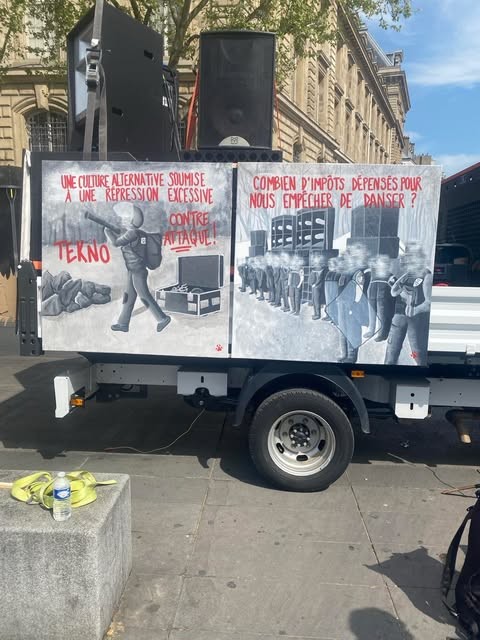 UNE CULTURE ALTERNATIVE SOUMISE
A UNE RÉPRESSION EXCESSIVE
TEKNO
CONTRE
ATTAQUE!
COMBIEN D'IMPÔTS DÉPENSÉS POUR
NOUS EMPÊCHER DE DANSER ?